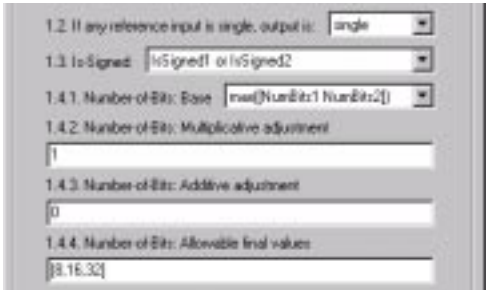 1.2. If any reference input is single, output is: single
1.3. Is-Signed: IsSigned1 or IsSigned2
1.4.1. Number-of-Bits: Base max([NumBits1 NumBits2])
1.4.2. Number-of-Bits: Multiplicative adjustment
1
1.4.3. Number-of-Bits: Additive adjustment
0
1.4.4. Number-of-Bits: Allowable final values
[8,16,32]